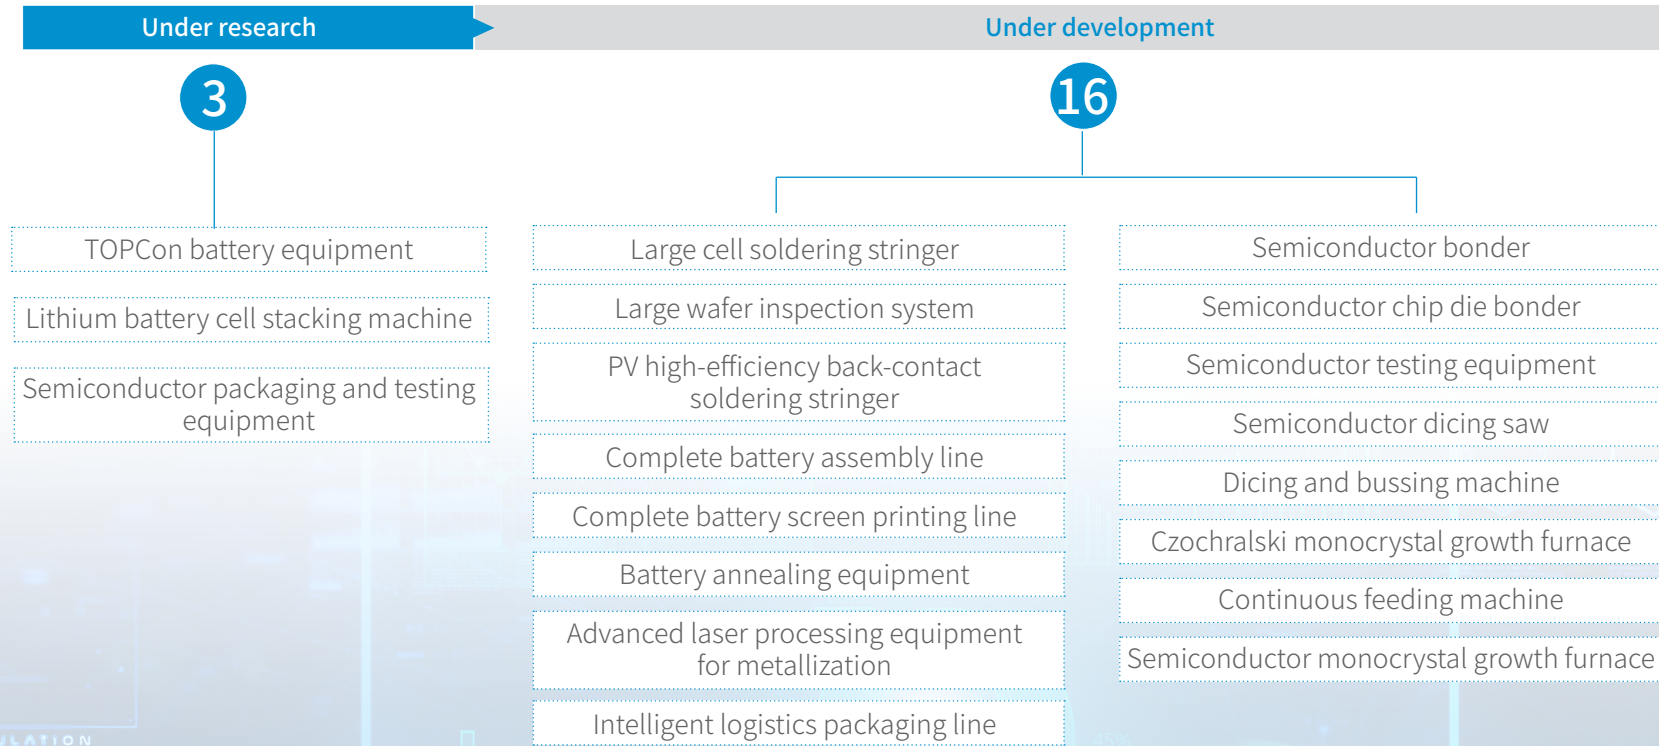 Under research
Under development
3
16
TOPCon battery equipment
Lithium battery cell stacking machine
Semiconductor packaging and testing
equipment
Large cell soldering stringer
Large wafer inspection system
PV high-efficiency back-contact
soldering stringer
Complete battery assembly line
Complete battery screen printing line
Battery annealing equipment
Advanced laser processing equipment
for metallization
Intelligent logistics packaging line
Semiconductor bonder
Semiconductor chip die bonder
Semiconductor testing equipment
Semiconductor dicing saw
Dicing and bussing machine
Czochralski monocrystal growth furnace
Continuous feeding machine
Semiconductor monocrystal growth furnace
45%